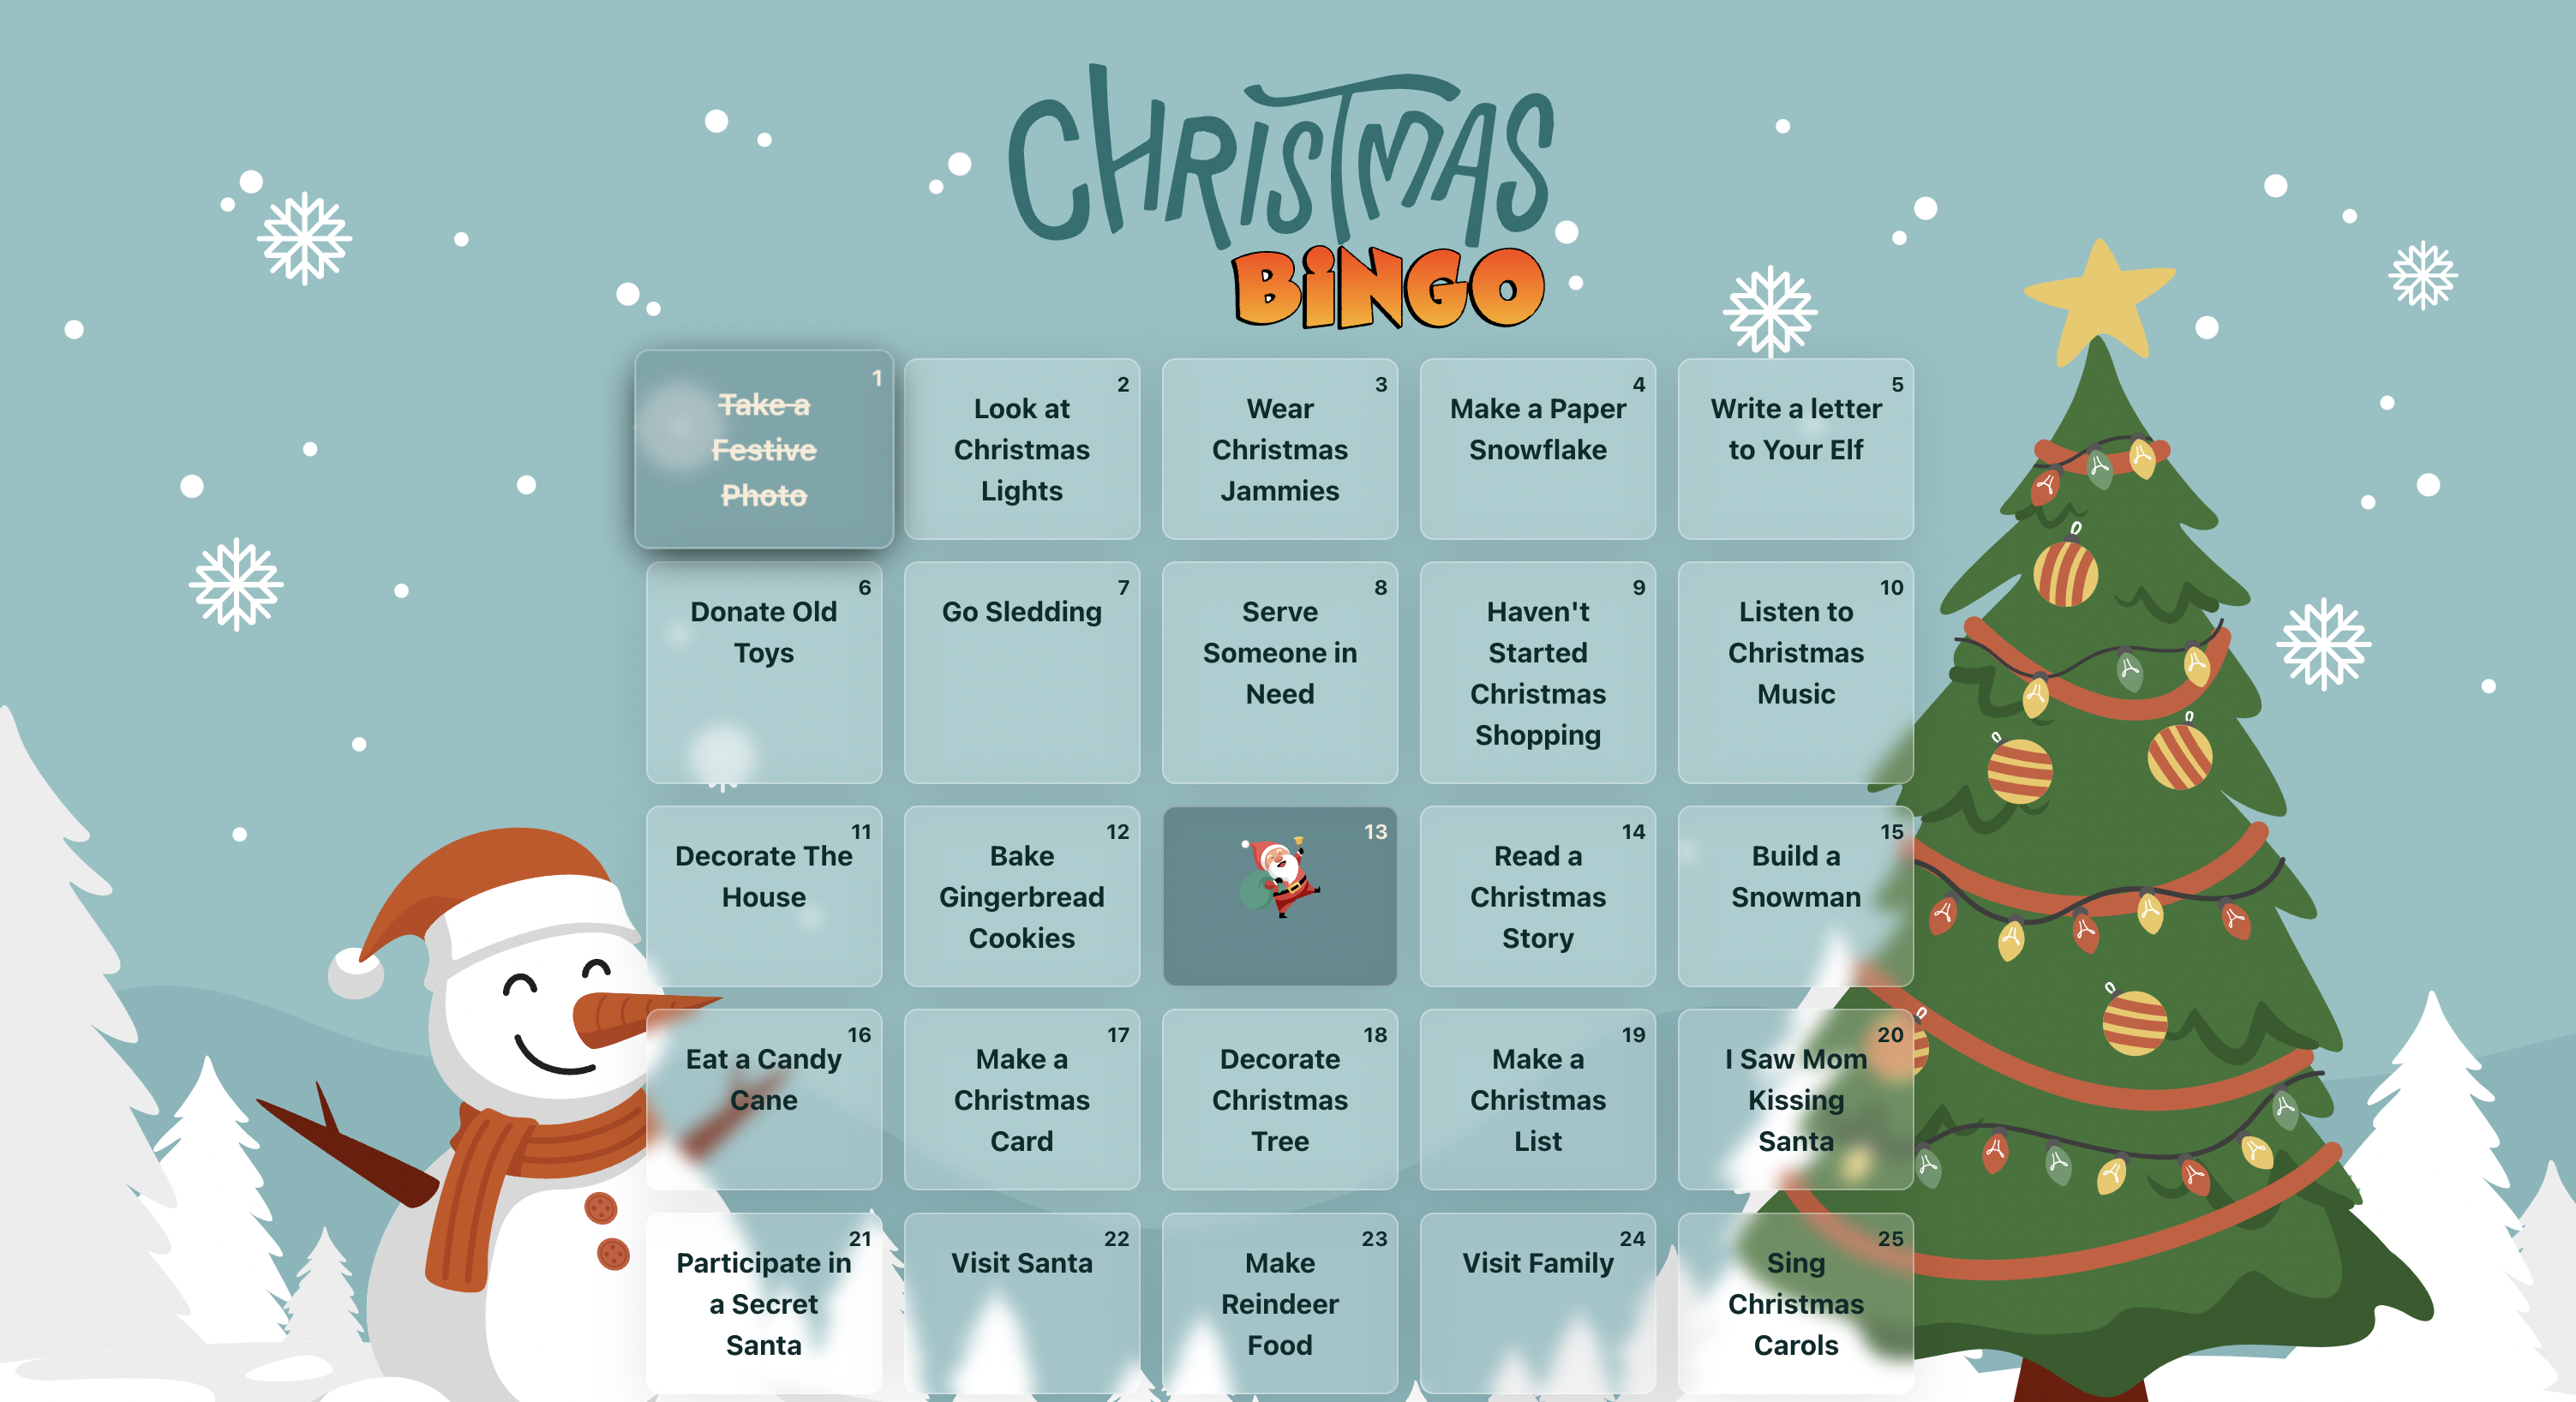 CHRISTMAS
BiNGO
1
Take a
Festive
Photo
2
Look at
Christmas
Lights
3
Wear
Christmas
Jammies
4
Make a Paper
Snowflake
5
Write a letter
to Your Elf
6
Donate Old
Toys
7
Go Sledding
8
Serve
Someone in
Need
9
Haven't
Started
Christmas
Shopping
10
Listen to
Christmas
Music
11
Decorate The
House
12
Bake
Gingerbread
Cookies
13
14
Read a
Christmas
Story
15
Build a
Snowman
16
Eat a Candy
Cane
17
Make a
Christmas
Card
18
Decorate
Christmas
Tree
19
Make a
Christmas
List
20
I Saw Mom
Kissing
Santa
21
Participate in
a Secret
Santa
22
Visit Santa
23
Make
Reindeer
Food
24
Visit Family
25
Sing
Christmas
Carols